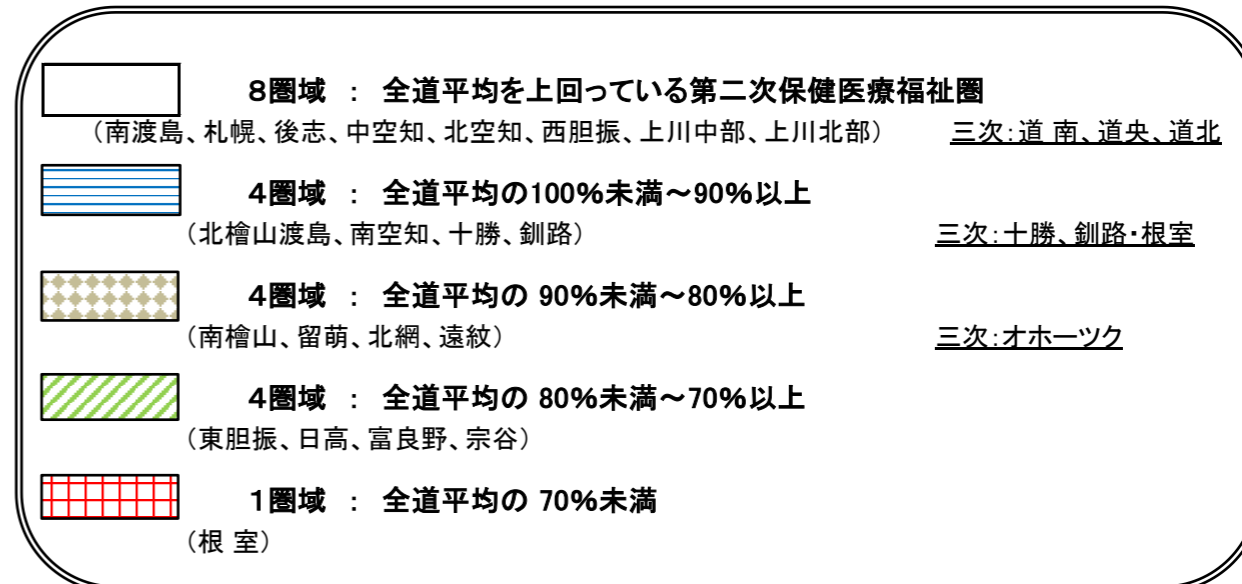 8圏域 : 全道平均を上回っている第二次保健医療福祉圏
(南渡島、札幌、後志、中空知、北空知、西胆振、上川中部、上川北部) 三次:道 南、道央、道北
4圏域 : 全道平均の100%未満～90%以上
(北檜山渡島、南空知、十勝、釧路) 三次:十勝、釧路・根室
4圏域 : 全道平均の 90%未満～80%以上
(南檜山、留萌、北網、遠紋) 三次:オホーツク
4圏域 : 全道平均の 80%未満～70%以上
(東胆振、日高、富良野、宗谷)
1圏域 : 全道平均の 70%未満
(根 室)